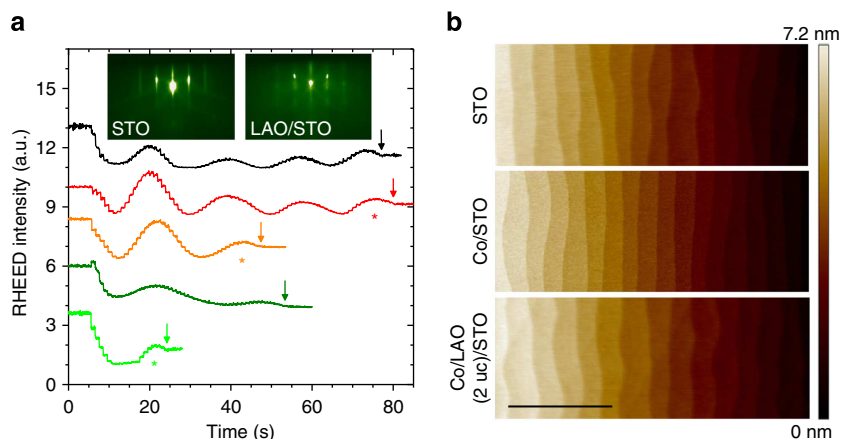 a
RHEED intensity (a.u.)
15
12
9
6
3
0
STO
LAO/STO
*
*
*
0
20
40
60
80
Time (s)
b
STO
Co/STO
Co/LAO
(2 uc)/STO
7.2 nm
0 nm